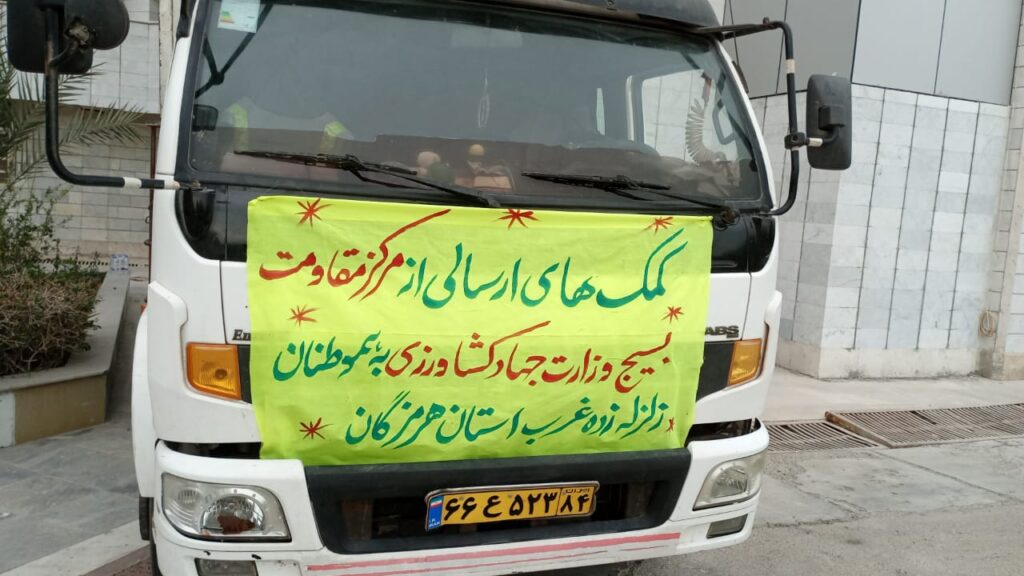 کمک های ارسالی از مرکز مقاومت
بسیج وزارت جهاد کشاورزی به هموطنان
زلزله زده غرب استان هرمزگان
ABS
۶۶ ع ۵۲۳ ۸۴